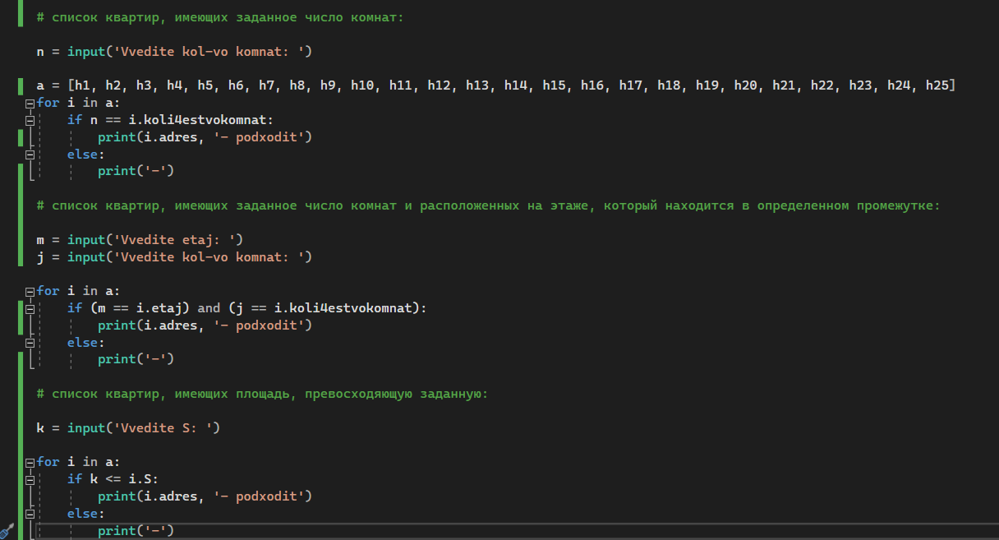 # список квартир, имеющих заданное число комнат:
n = input('Vvedite kol-vo komnat: ')
a = [h1, h2, h3, h4, h5, h6, h7, h8, h9, h10, h11, h12, h13, h14, h15, h16, h17, h18, h19, h20, h21, h22, h23, h24, h25]
for i in a:
    if n == i.koli4estvokomnat:
        print(i.adres, '- podxodit')
    else:
        print('-')
# список квартир, имеющих заданное число комнат и расположенных на этаже, который находится в определенном промежутке:
m = input('Vvedite etaj: ')
j = input('Vvedite kol-vo komnat: ')
for i in a:
    if (m == i.etaj) and (j == i.koli4estvokomnat):
        print(i.adres, '- podxodit')
    else:
        print('-')
# список квартир, имеющих площадь, превосходяющую заданную:
k = input('Vvedite S: ')
for i in a:
    if k <= i.S:
        print(i.adres, '- podxodit')
    else:
        print('-')